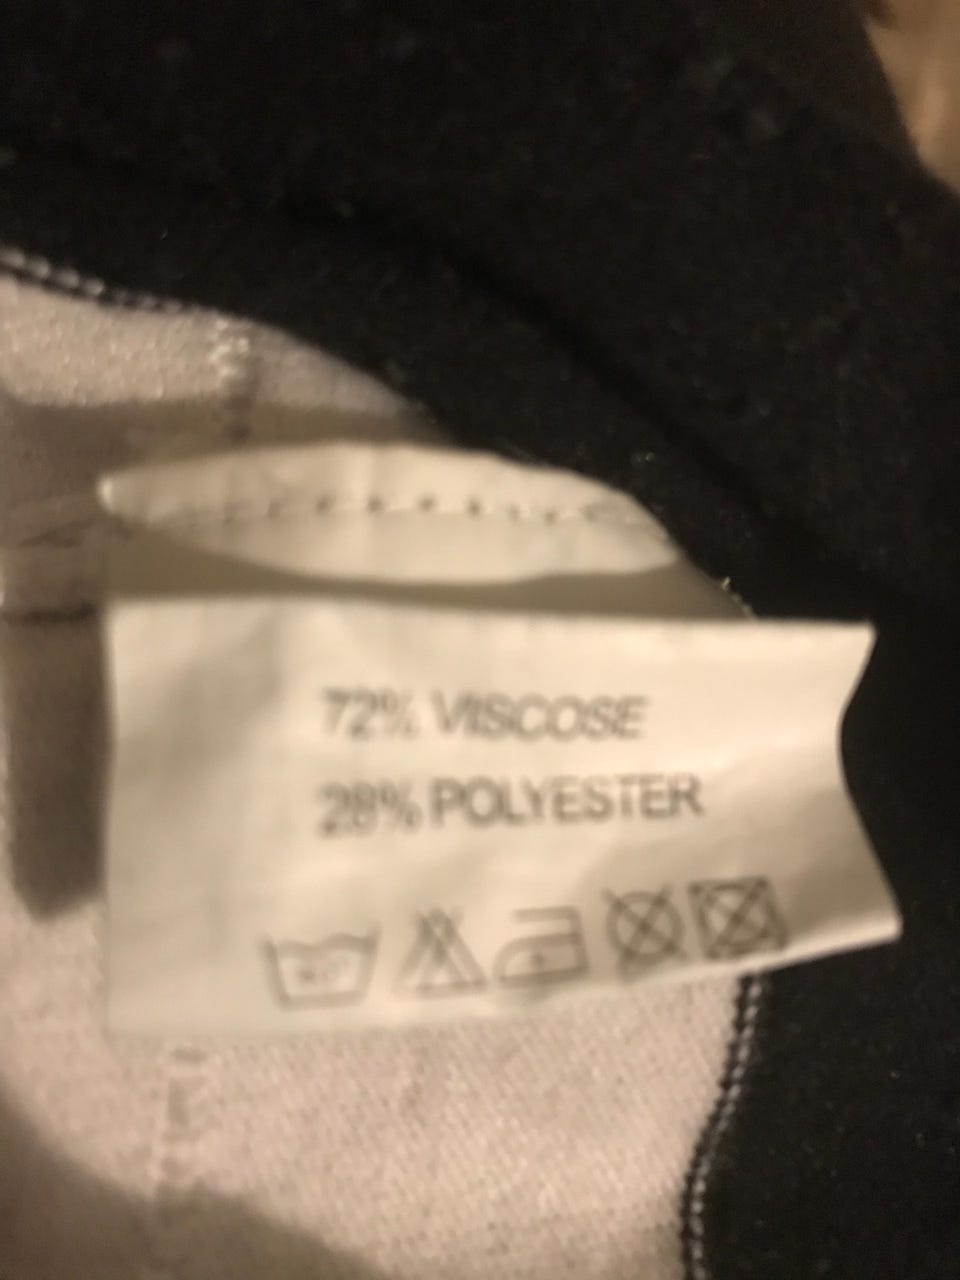 72% VISCOSE
28% POLYESTER